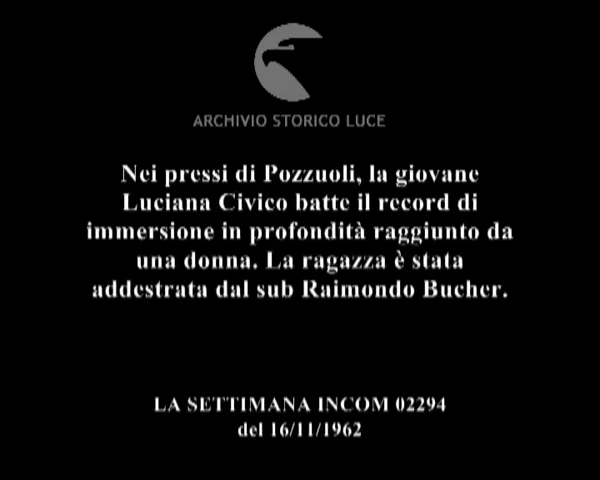 ARCHIVIO STORICO LUCE
Nei pressi di Pozzuoli, la giovane
Luciana Civico batte il record di
immersione in profondità raggiunto da
una donna. La ragazza è stata
addestrata dal sub Raimondo Bucher.
LA SETTIMANA INCOM 02294
del 16/11/1962